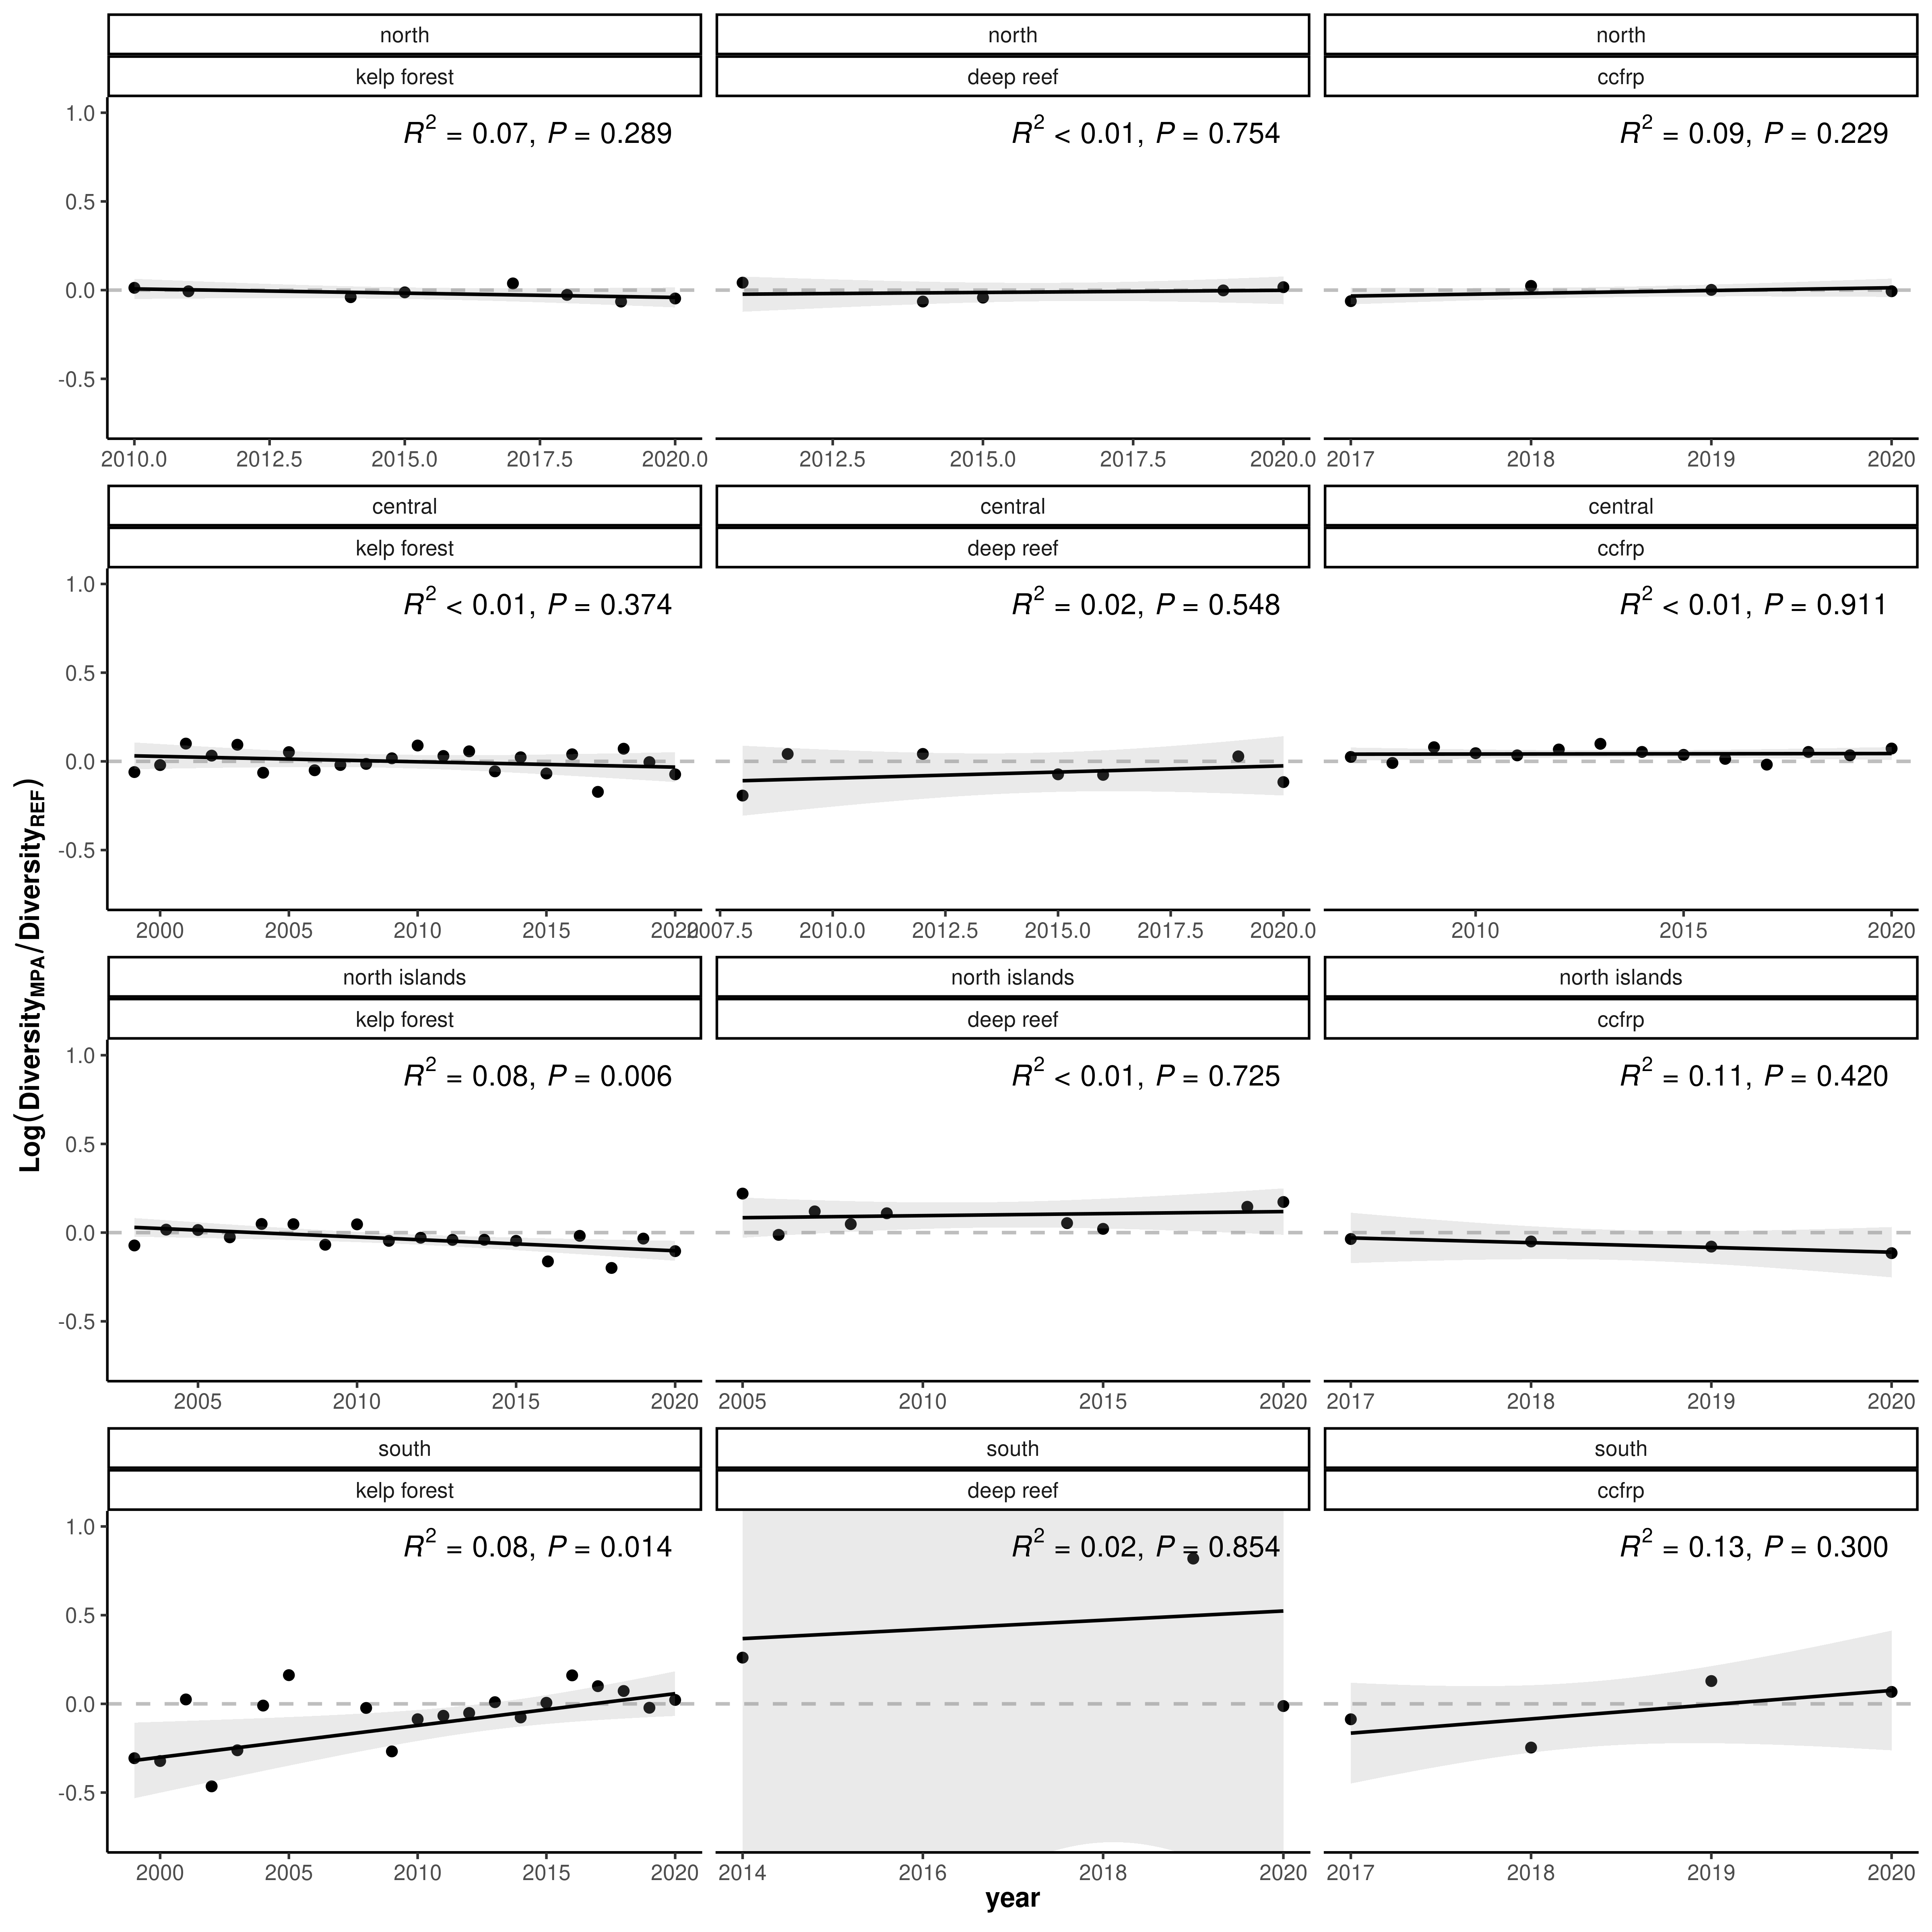 north north north
kelp forest deep reef ccfrp
1.0
R² = 0.07, P = 0.289 R² < 0.01, P = 0.754 R² = 0.09, P = 0.229
0.5
0.0
-0.5
2010.0 2012.5 2015.0 2017.5 2020.0 2012.5 2015.0 2017.5 2020.0 2017 2018 2019 2020
central central central
kelp forest deep reef ccfrp
1.0
R² < 0.01, P = 0.374 R² = 0.02, P = 0.548 R² < 0.01, P = 0.911
0.5
0.0
-0.5
2000 2005 2010 2015 2020 2007.5 2010.0 2012.5 2015.0 2017.5 2020.0 2010 2015 2020
Log(DiversityMPA/DiversityREF)
north islands north islands north islands
kelp forest deep reef ccfrp
1.0
R² = 0.08, P = 0.006 R² < 0.01, P = 0.725 R² = 0.11, P = 0.420
0.5
0.0
-0.5
2005 2010 2015 2020 2005 2010 2015 2020 2017 2018 2019 2020
south south south
kelp forest deep reef ccfrp
1.0
R² = 0.08, P = 0.014 R² = 0.02, P = 0.854 R² = 0.13, P = 0.300
0.5
0.0
-0.5
2000 2005 2010 2015 2020 2014 2016 2018 2020 2017 2018 2019 2020
year